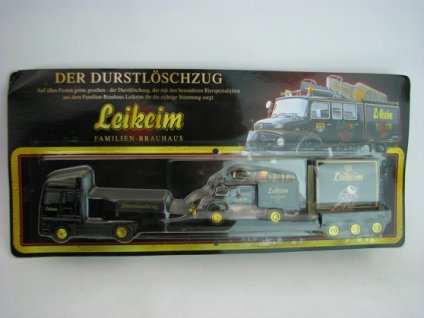 DER DURSTLÖSCHZUG
Auf allen Festen gerne gesehen - der Durstlöschzug, der mit den besonderen Bierspezialitäten
aus dem Familien-Brauhaus Leikeim für die richtige Stimmung sorgt.
Leikeim
FAMILIEN-BRAUHAUS
Leikeim
Durstlöschzug
Leikeim
Leikeim
Leikeim